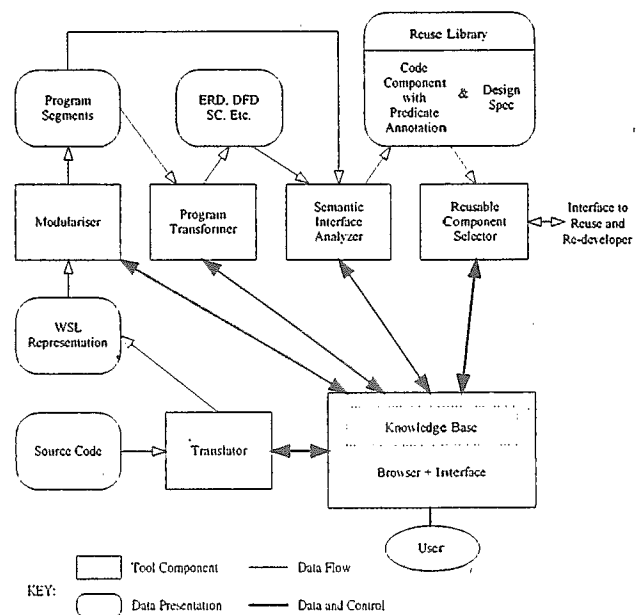 Reuse Library
Program
Segments
ERD, DFD
SC. Etc.
Code
Component
with
Predicate
Annotation
&
Design
Spec
Modulariser
Program
Transformer
Semantic
Interface
Analyzer
Reusable
Component
Selector
Interface to
Reuse and
Re-developer
WSL
Representation
Source Code
Translator
Knowledge Base
Browser + Interface
User
KEY:
Tool Component
Data Flow
Data Presentation
Data and Control